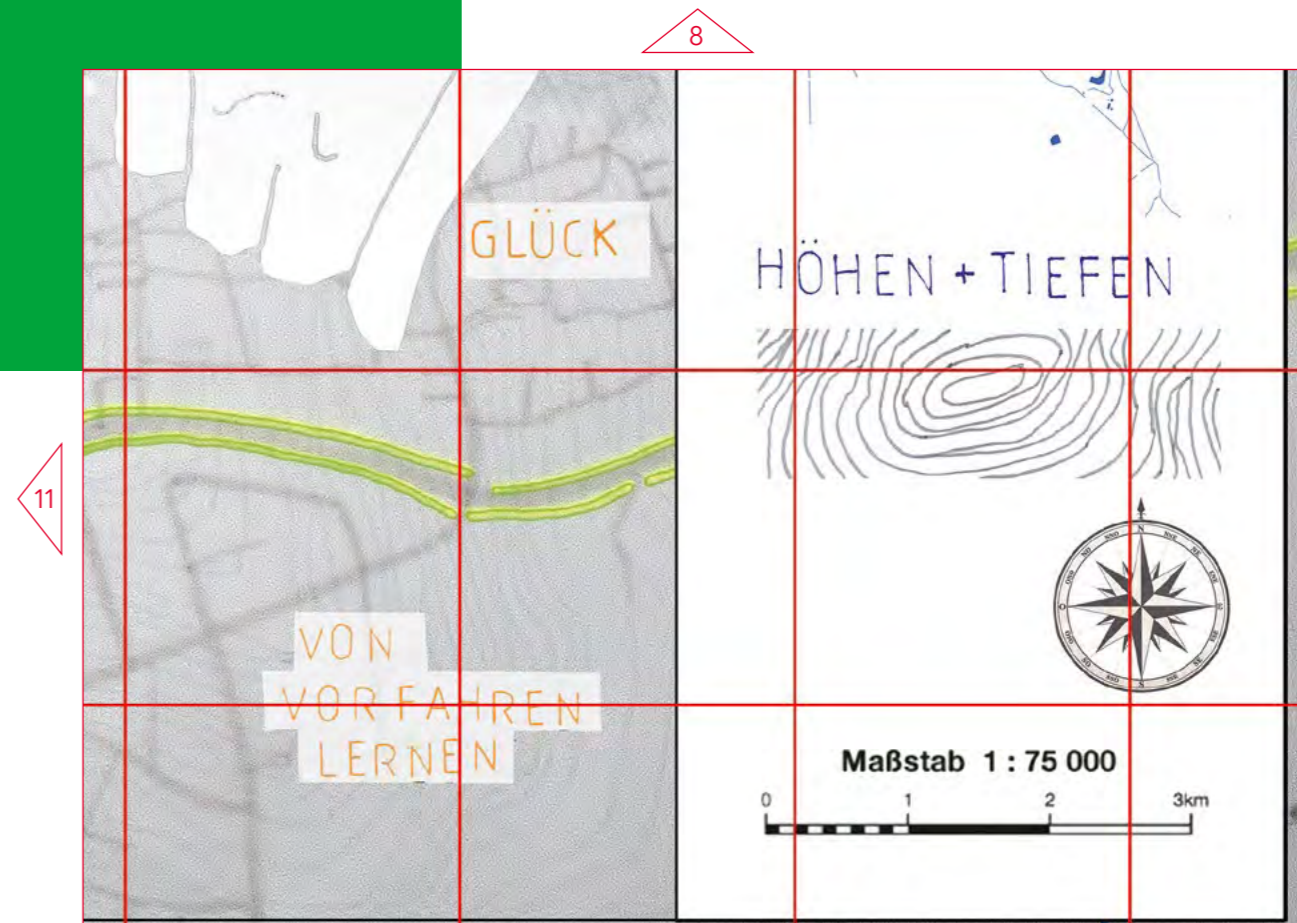 8
GLÜCK
HÖHEN + TIEFEN
11
N
VON
VORFAHREN
LERNEN
Maßstab 1 : 75 000
0 1 2 3km